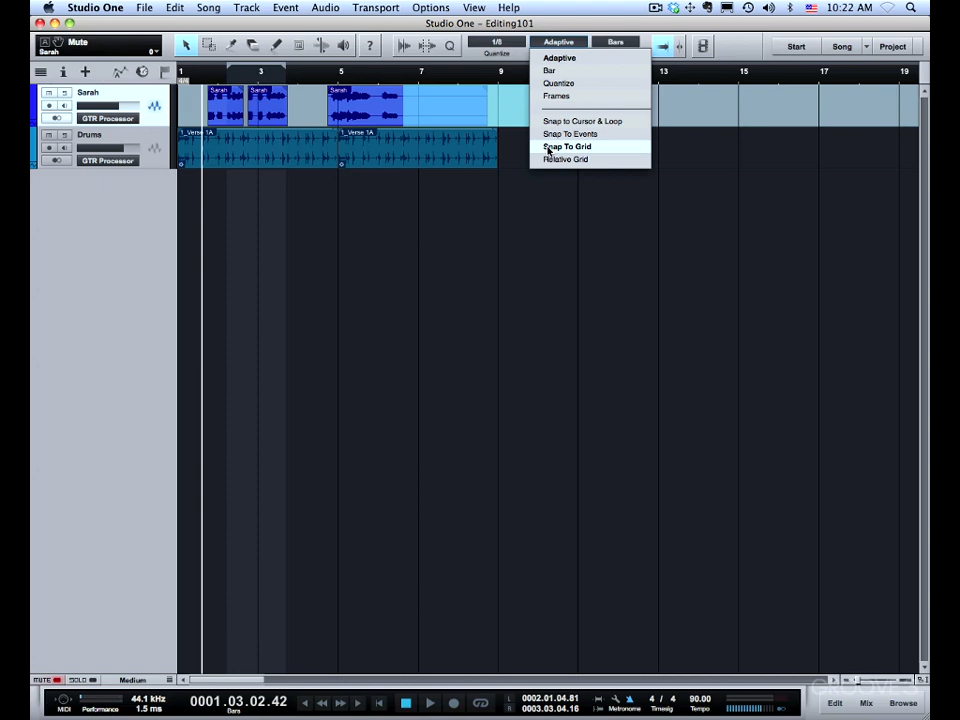 Studio One File Edit Song Track Event Audio Transport Options View Help 10:22 AM
Studio One – Editing101
Mute
Sarah 0
1/8
Quantize
Adaptive Bars
? Q
Start Song Project
Adaptive
Bar
Quantize
Frames
Snap to Cursor & Loop
Snap To Events
Snap To Grid
Relative Grid
1 3 5 7 9 11 13 15 17 19
4/4
Sarah
GTR Processor
Sarah Sarah Sarah
Drums
GTR Processor
1_Verse 1A 1_Verse 1A
MUTE SOLO Medium
MIDI
44.1 kHz
1.5 ms
Performance
0001.03.02.42
Bars
L 0002.01.04.81
R 0003.03.04.16
Metronome
4 / 4
Timesig
90.00
Tempo
Edit Mix Browse
GROOVE3